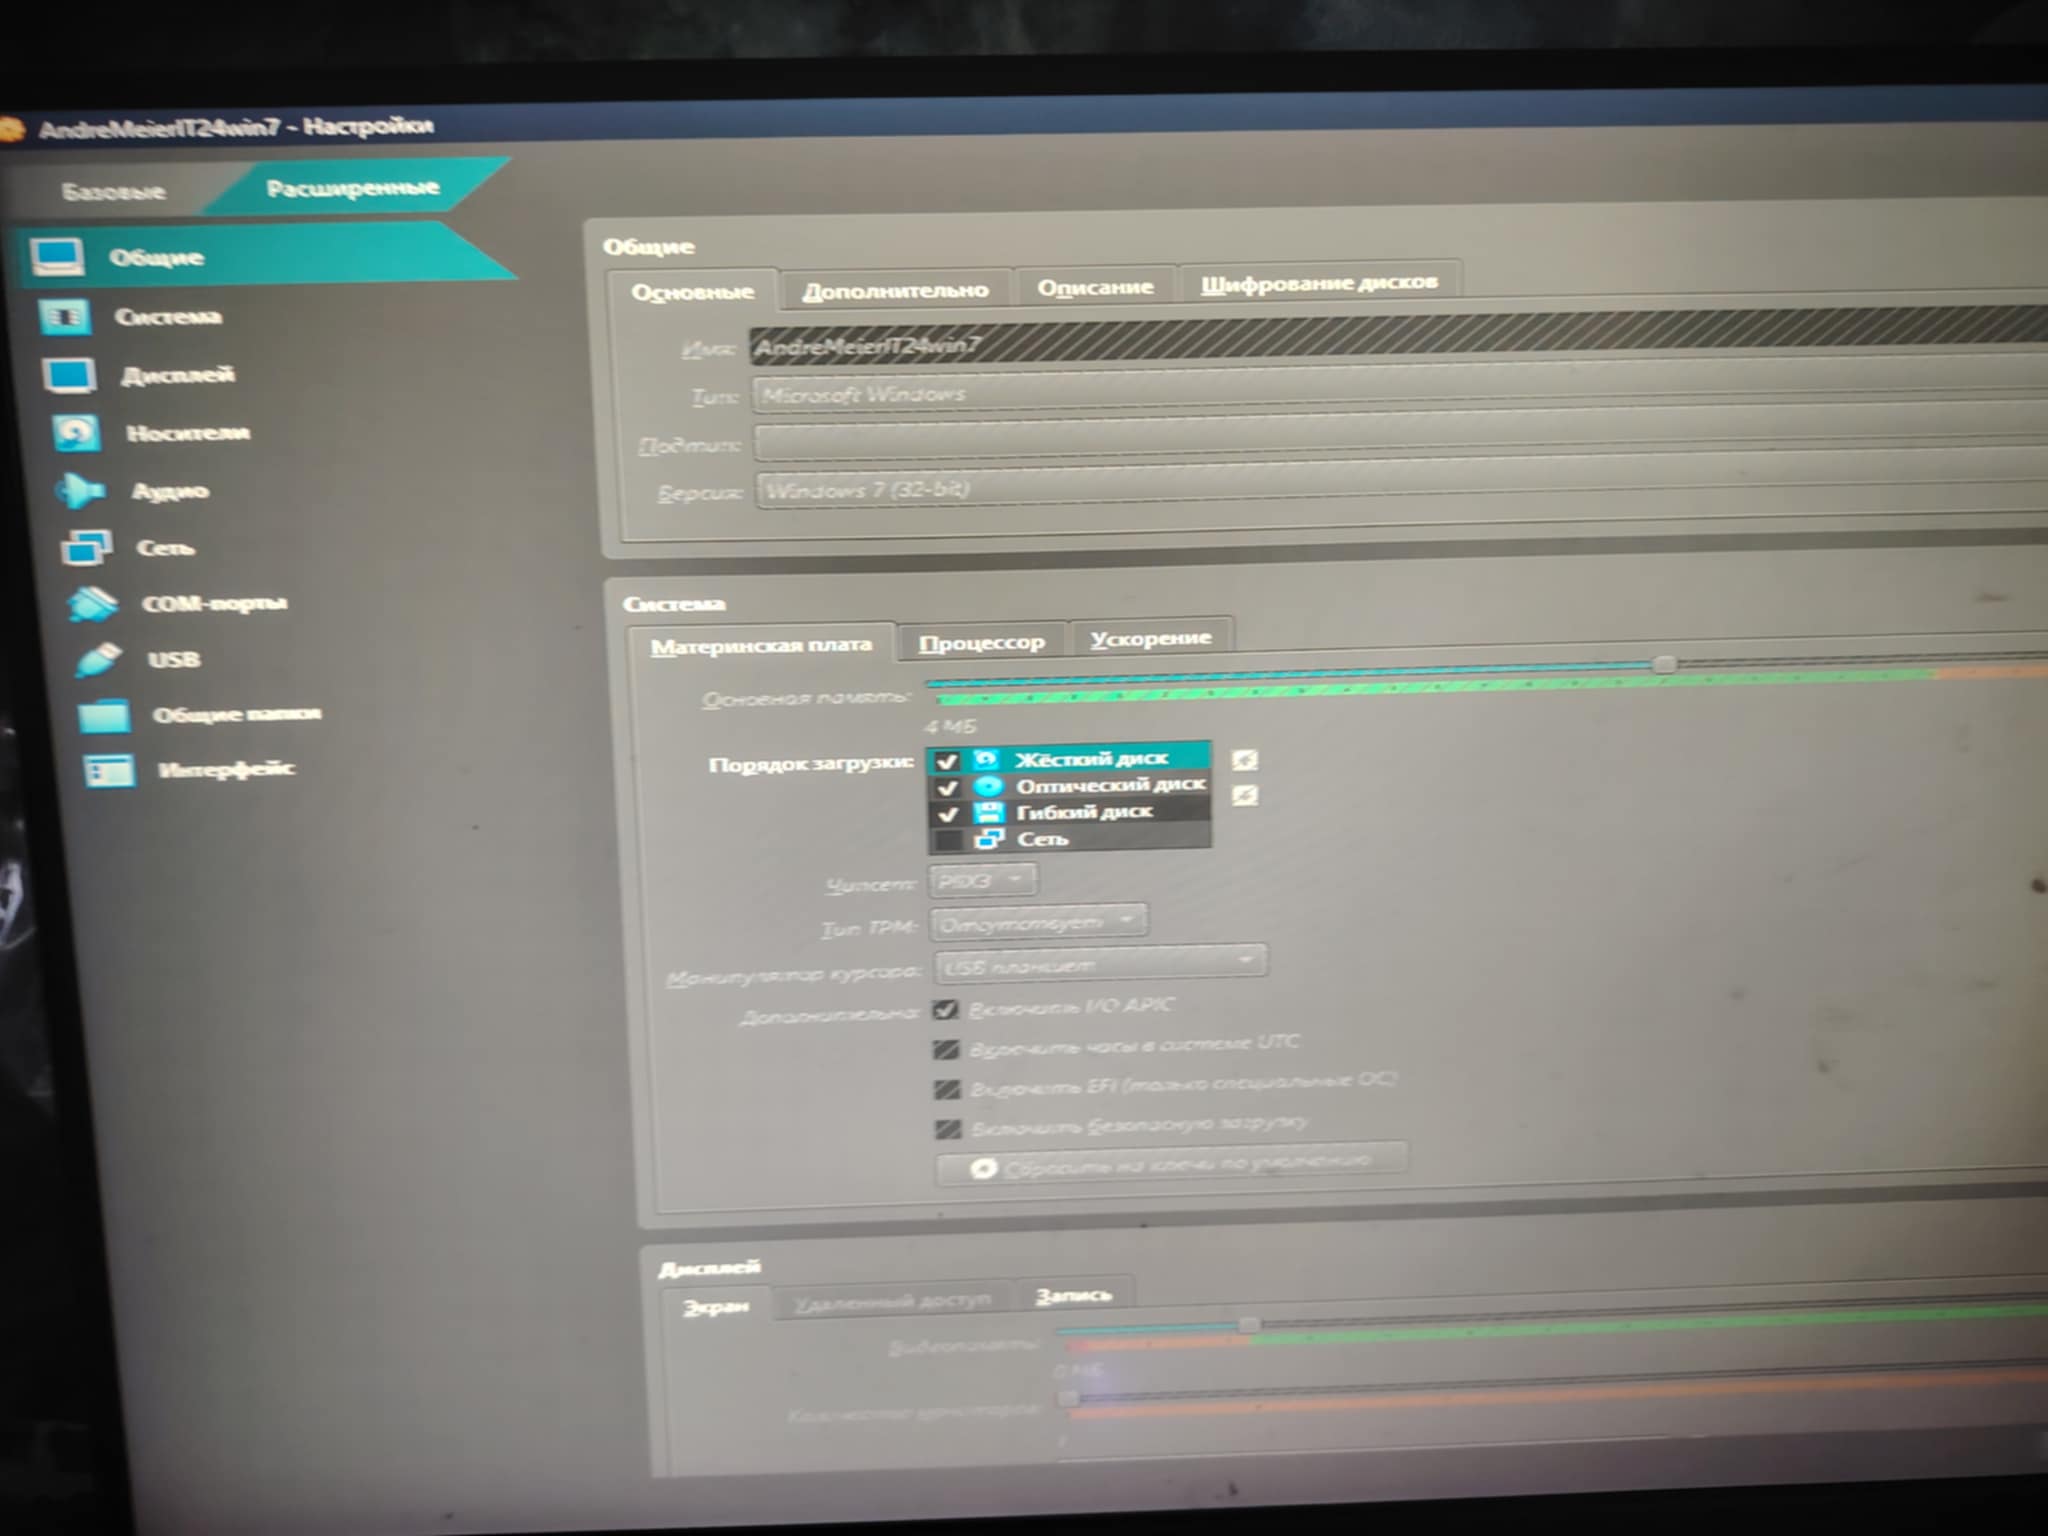 AndreMeierIT24win7 - Настройки
Базовые
Расширенные
Общие
Система
Дисплей
Носители
Аудио
Сеть
COM-порты
USB
Общие папки
Интерфейс
Общие
Основные
Дополнительно
Описание
Шифрование дисков
Имя: AndreMeierIT24win7
Тип: Microsoft Windows
Подтип:
Версия: Windows 7 (32-bit)
Система
Материнская плата
Процессор
Ускорение
Основная память:
4 МБ
Порядок загрузки:
Жёсткий диск
Оптический диск
Гибкий диск
Сеть
Чипсет: PIIX3
Тип TPM: Отсутствует
Манипулятор курсора: USB планшет
Дополнительно: Включить I/O APIC
Включить часы в системе UTC
Включить EFI (только специальные ОС)
Включить безопасную загрузку
Сбросить на ключи по умолчанию
Дисплей
Экран
Удаленный доступ
Запись
Видеопамять:
0 МБ
Количество мониторов: